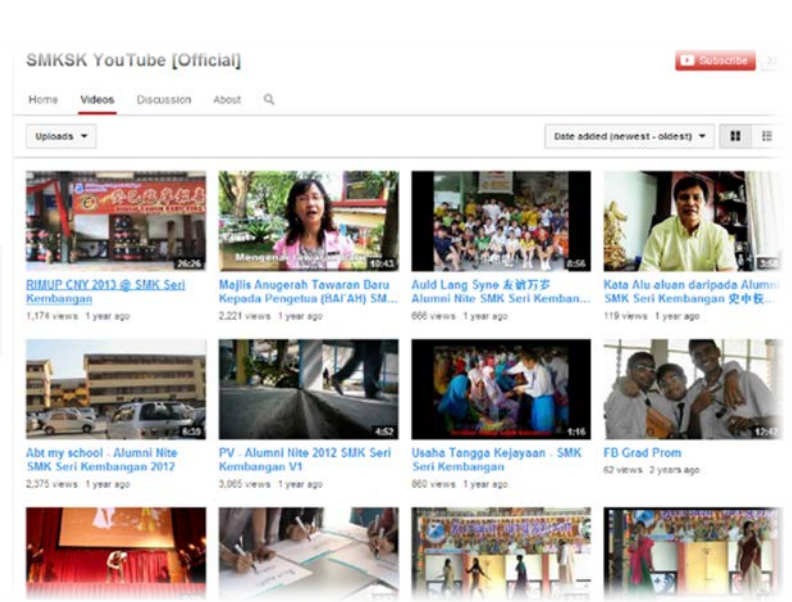 SMKSK YouTube [Official]
Subscribe
Home Videos Discussion About
Uploads
Date added (newest - oldest)
26:26
Mengenai Tawaran Baru
10:43
8:56
3:58
RIMUP CNY 2013 @ SMK Seri
Kembangan
1,174 views 1 year ago
Majlis Anugerah Tawaran Baru
Kepada Pengetua (BAI'AH) SM...
2,221 views 1 year ago
Auld Lang Syne 友谊万岁
Alumni Nite SMK Seri Kemban...
666 views 1 year ago
Kata Alu aluan daripada Alumni
SMK Seri Kembangan
119 views 1 year ago
6:39
4:52
1:16
12:42
Abt my school - Alumni Nite
SMK Seri Kembangan 2012
2,375 views 1 year ago
PV - Alumni Nite 2012 SMK Seri
Kembangan V1
3,065 views 1 year ago
Usaha Tangga Kejayaan - SMK
Seri Kembangan
860 views 1 year ago
FB Grad Prom
62 views 2 years ago